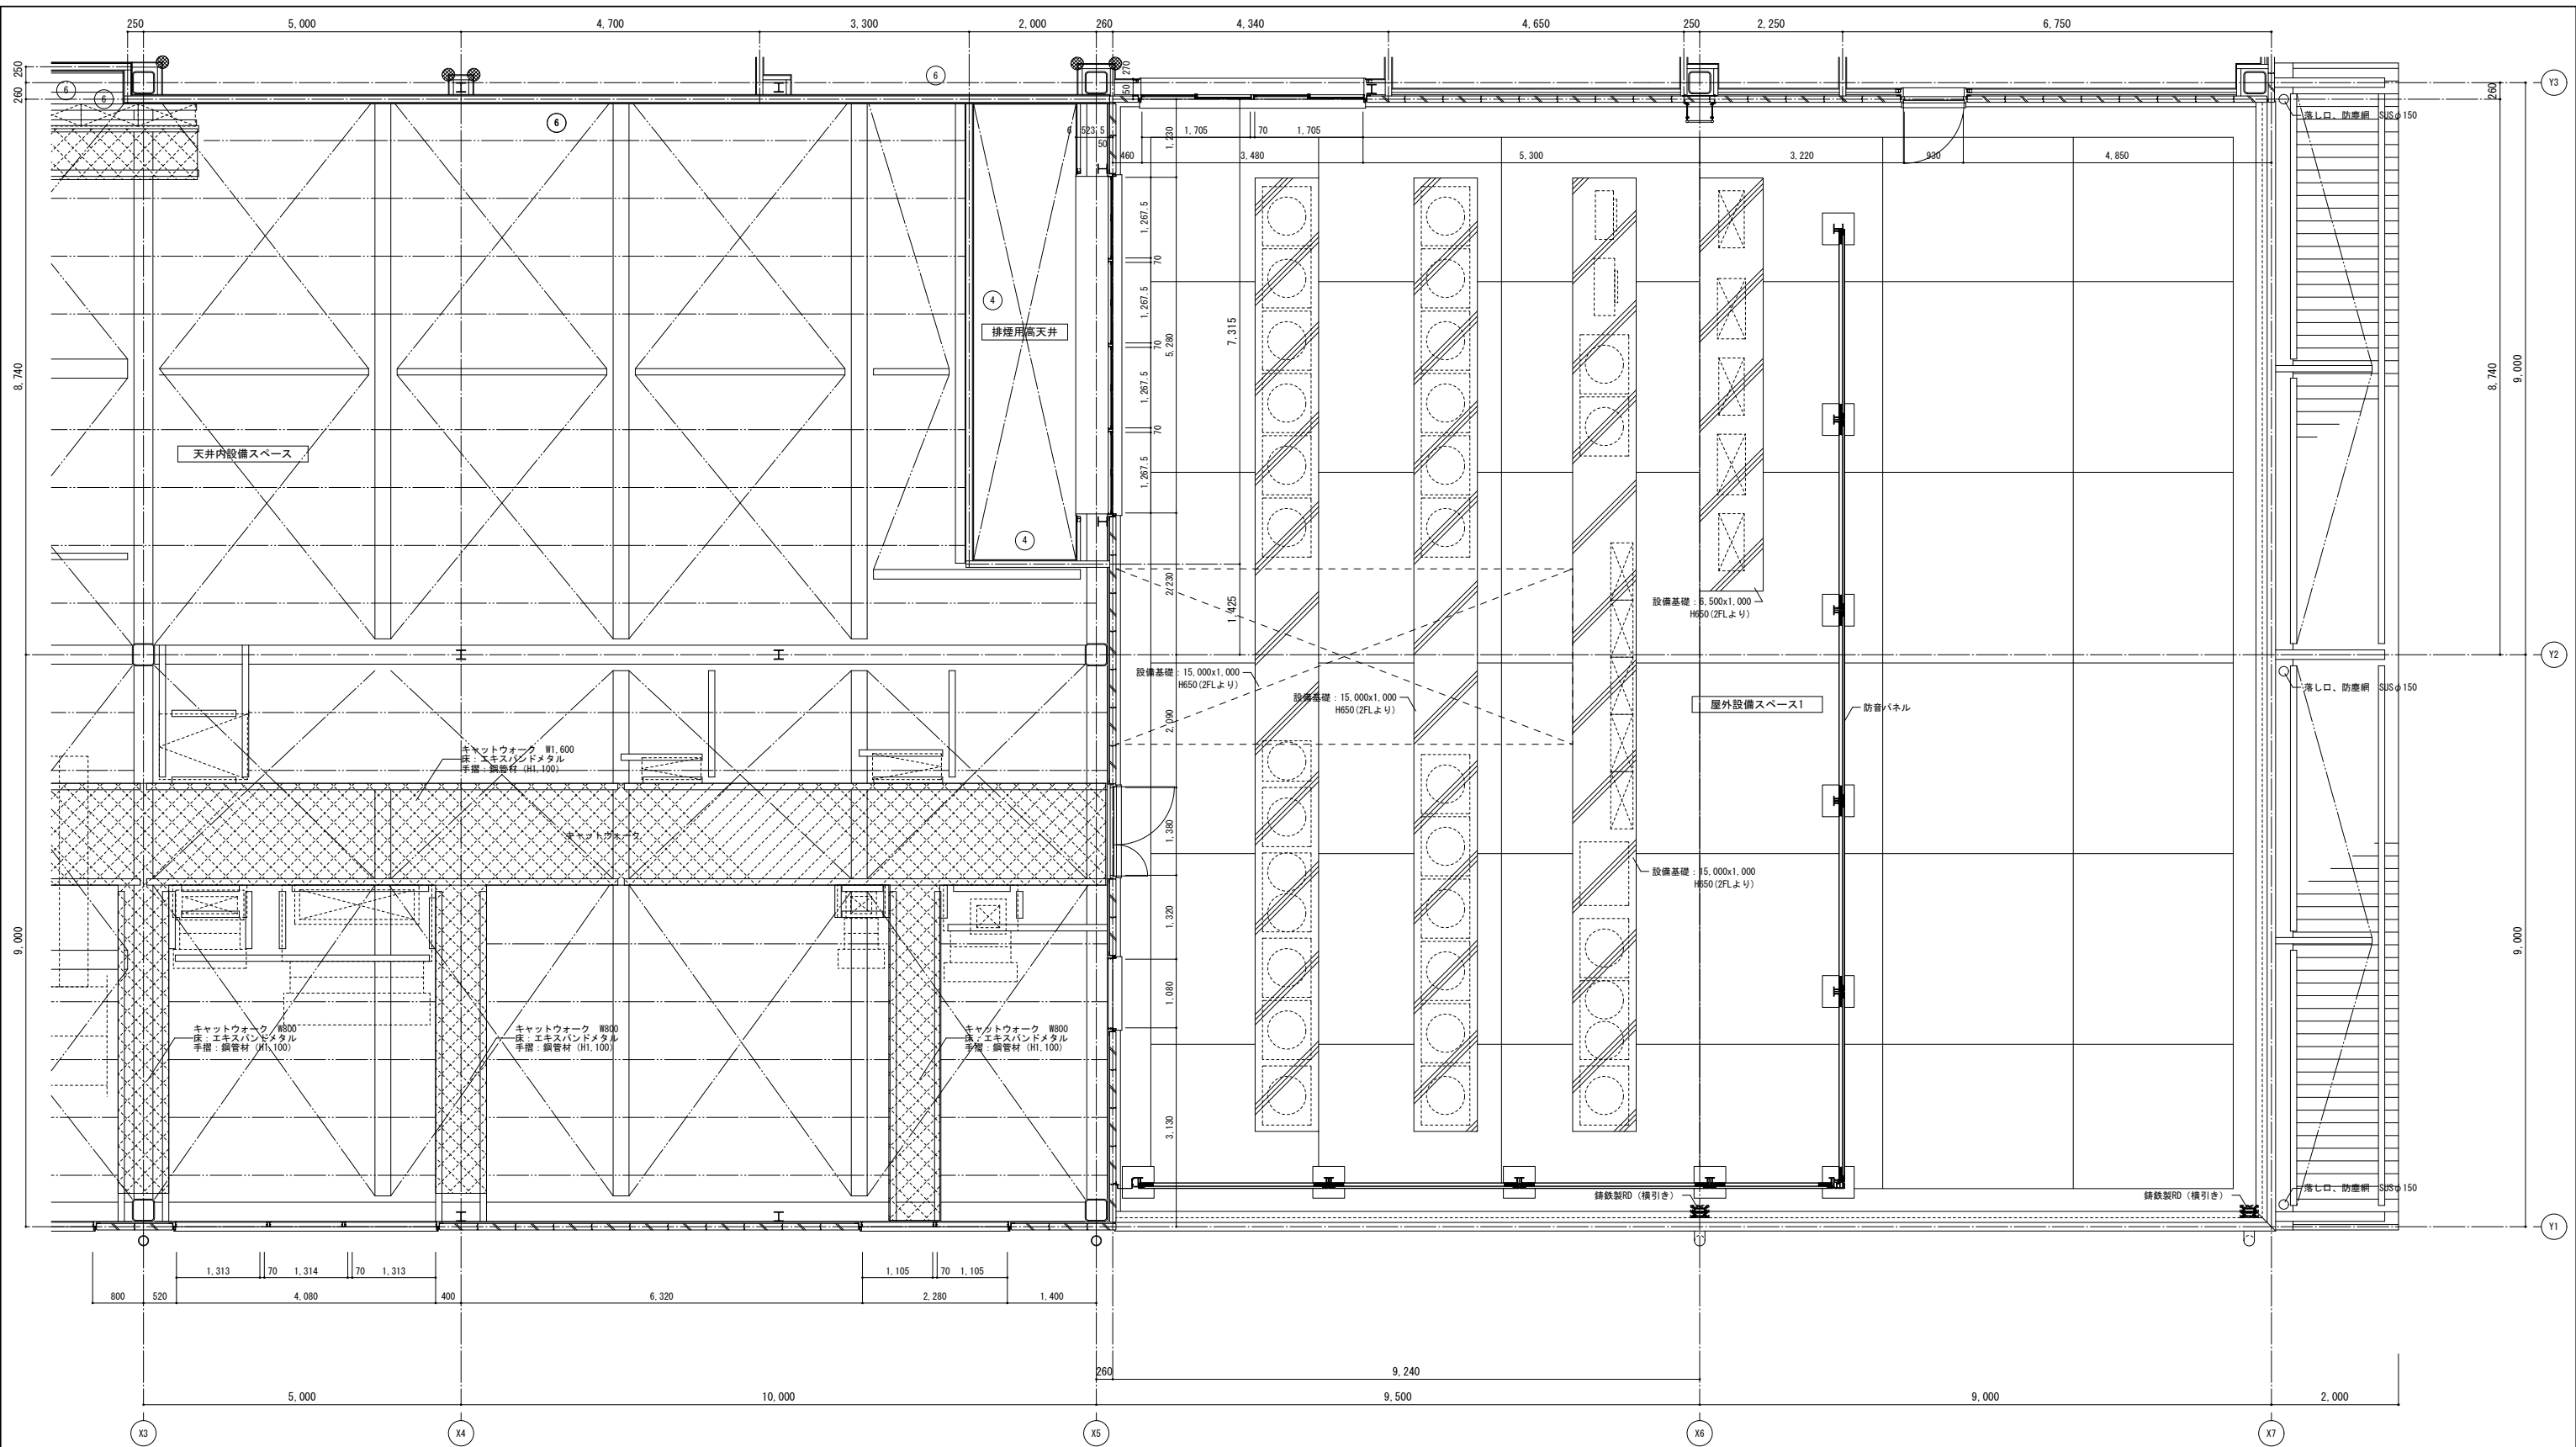 250
5,000
4,700
3,300
2,000
260
4,340
4,650
250
2,250
6,750
250
260
8,740
9,000
6
6
6
6
270
50
6
523.5
50
1,230
1,705
70
1,705
460
3,480
5,300
3,220
930
4,850
Y3
260
落し口、防塵網 SUSφ150
1,267.5
70
1,267.5
70
1,267.5
70
1,267.5
5,280
7,315
4
排煙用高天井
4
天井内設備スペース
8,740
9,000
2,230
1,425
設備基礎：6,500x1,000
H650(2FLより)
Y2
設備基礎：15,000x1,000
H650(2FLより)
設備基礎：15,000x1,000
H650(2FLより)
屋外設備スペース1
防音パネル
落し口、防塵網 SUSφ150
2,090
キャットウォーク W1,600
床：エキスパンドメタル
手摺：鋼管材 (H1,100)
キャットウォーク
1,380
設備基礎：15,000x1,000
H650(2FLより)
1,320
9,000
1,080
キャットウォーク W800
床：エキスパンドメタル
手摺：鋼管材 (H1,100)
キャットウォーク W800
床：エキスパンドメタル
手摺：鋼管材 (H1,100)
キャットウォーク W800
床：エキスパンドメタル
手摺：鋼管材 (H1,100)
3,130
鋳鉄製RD（横引き）
鋳鉄製RD（横引き）
落し口、防塵網 SUSφ150
Y1
1,313
70
1,314
70
1,313
1,105
70
1,105
800
520
4,080
400
6,320
2,280
1,400
260
9,240
5,000
10,000
9,500
9,000
2,000
X3
X4
X5
X6
X7